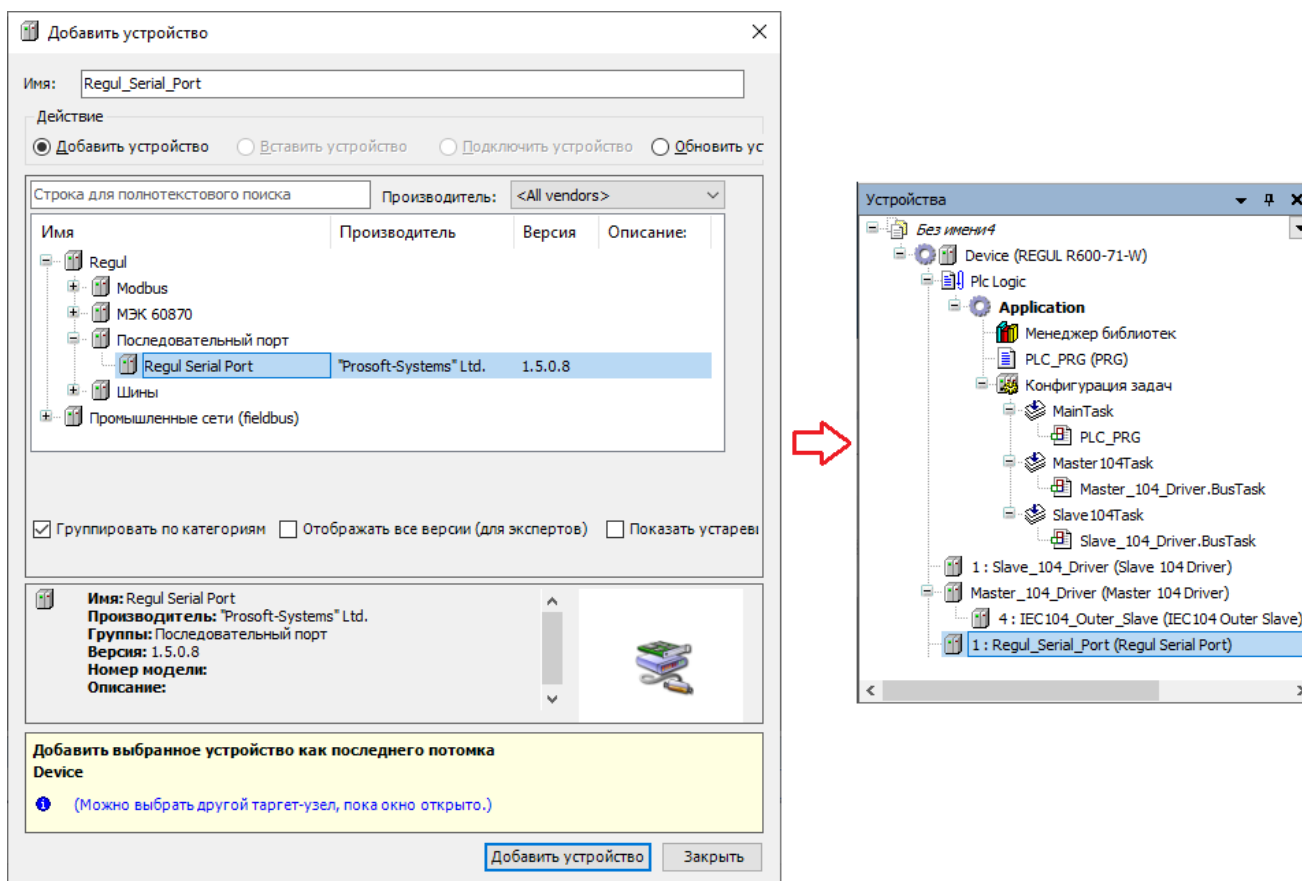 Добавить устройство
Имя: Regul_Serial_Port
Действие
Добавить устройство Вставить устройство Подключить устройство Обновить ус
Строка для полнотекстового поиска Производитель: <All vendors>
Имя Производитель Версия Описание:
Regul
Modbus
МЭК 60870
Последовательный порт
Regul Serial Port "Prosoft-Systems" Ltd. 1.5.0.8
Шины
Промышленные сети (fieldbus)
Группировать по категориям Отображать все версии (для экспертов) Показать устареві
Имя: Regul Serial Port
Производитель: "Prosoft-Systems" Ltd.
Группы: Последовательный порт
Версия: 1.5.0.8
Номер модели:
Описание:
Добавить выбранное устройство как последнего потомка
Device
(Можно выбрать другой таргет-узел, пока окно открыто.)
Добавить устройство Закрыть
Устройства
Без имени4
Device (REGUL R600-71-W)
Plc Logic
Application
Менеджер библиотек
PLC_PRG (PRG)
Конфигурация задач
MainTask
PLC_PRG
Master104Task
Master_104_Driver.BusTask
Slave104Task
Slave_104_Driver.BusTask
1 : Slave_104_Driver (Slave 104 Driver)
Master_104_Driver (Master 104 Driver)
4 : IEC104_Outer_Slave (IEC104 Outer Slave)
1 : Regul_Serial_Port (Regul Serial Port)